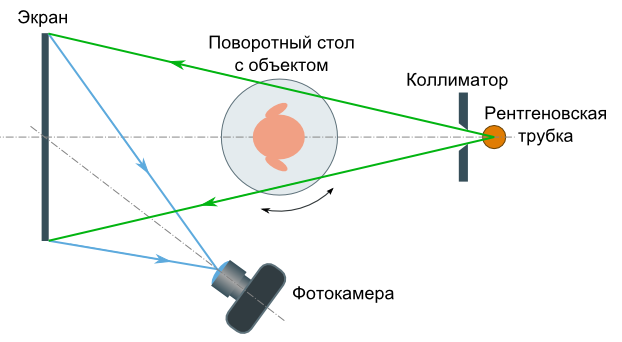 Экран
Поворотный стол
с объектом
Коллиматор
Рентгеновская
трубка
Фотокамера